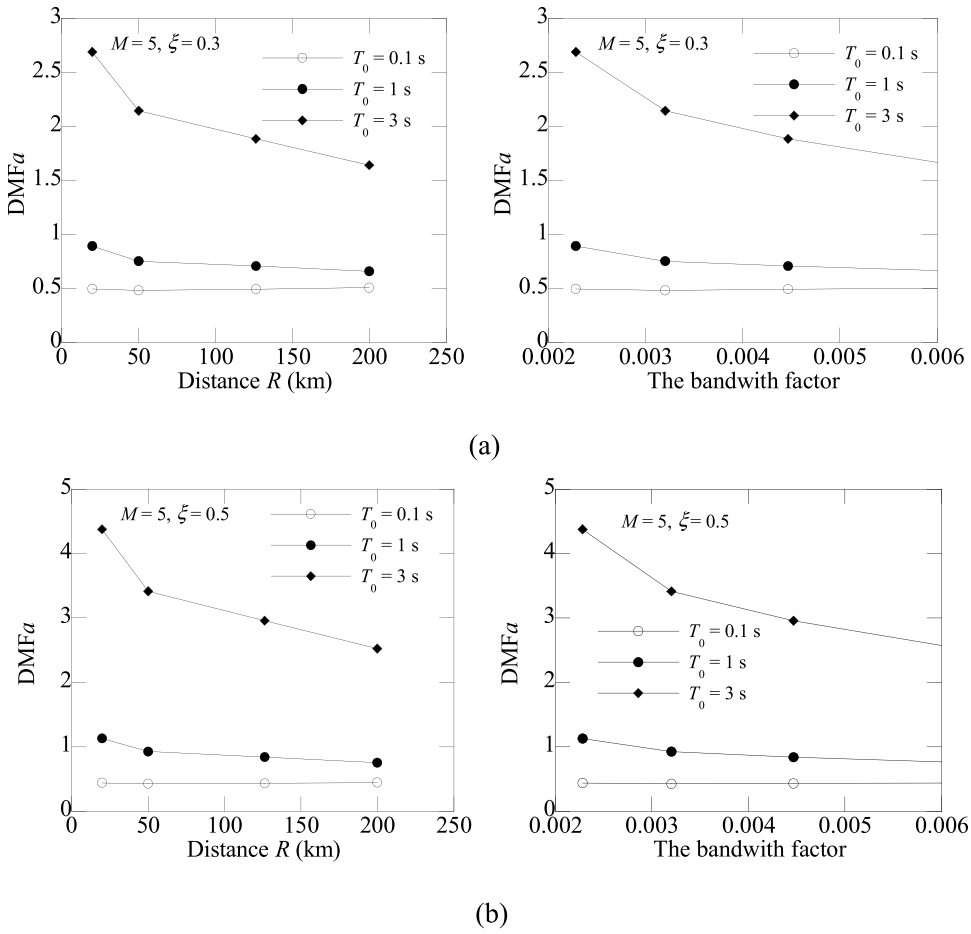 3
2.5
2
1.5
1
0.5
0
DMFa
M = 5, ξ = 0.3
T0 = 0.1 s
T0 = 1 s
T0 = 3 s
0 50 100 150 200 250
Distance R (km)
3
2.5
2
1.5
1
0.5
0
DMFa
M = 5, ξ = 0.3
T0 = 0.1 s
T0 = 1 s
T0 = 3 s
0.002 0.003 0.004 0.005 0.006
The bandwith factor
(a)
5
4
3
2
1
0
DMFa
M = 5, ξ = 0.5
T0 = 0.1 s
T0 = 1 s
T0 = 3 s
0 50 100 150 200 250
Distance R (km)
5
4
3
2
1
0
DMFa
M = 5, ξ = 0.5
T0 = 0.1 s
T0 = 1 s
T0 = 3 s
0.002 0.003 0.004 0.005 0.006
The bandwith factor
(b)